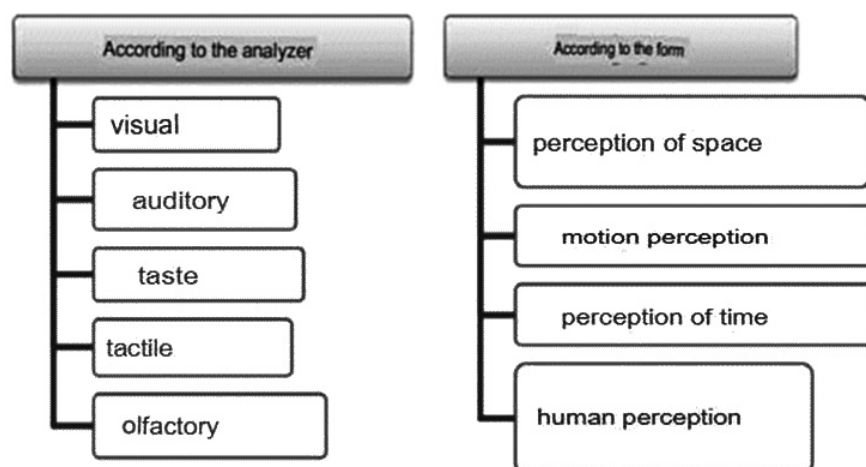 According to the analyzer
visual
auditory
taste
tactile
olfactory
According to the form
perception of space
motion perception
perception of time
human perception